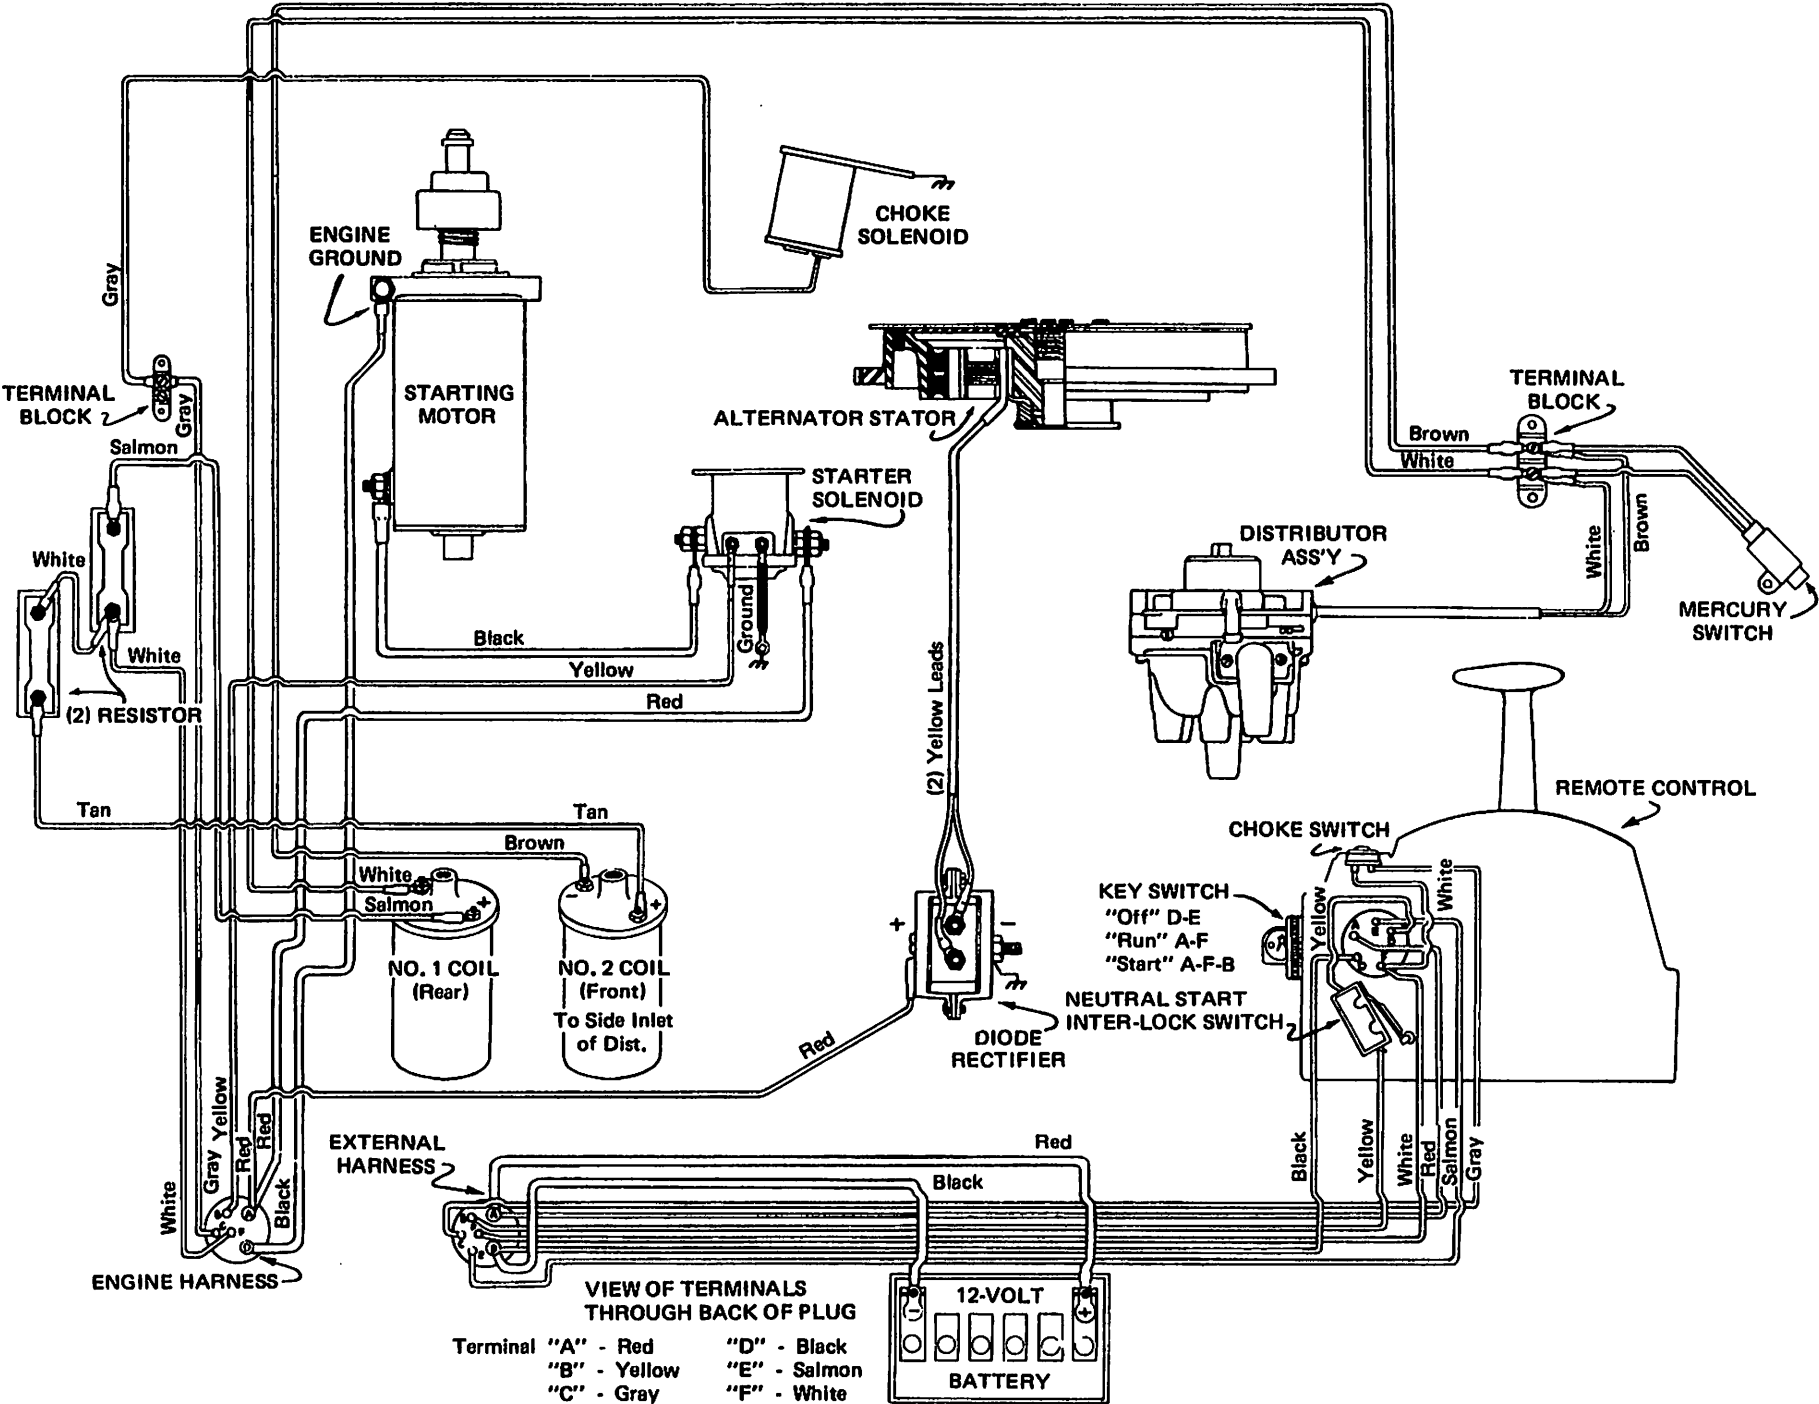 CHOKE
SOLENOID
ENGINE
GROUND
Gray
STARTING
MOTOR
TERMINAL
BLOCK
Gray
ALTERNATOR STATOR
TERMINAL
BLOCK
Brown
White
Salmon
STARTER
SOLENOID
White
Brown
DISTRIBUTOR
ASS'Y
White
Ground
MERCURY
SWITCH
Black
White
Yellow
Red
(2) RESISTOR
(2) Yellow Leads
REMOTE CONTROL
Tan
Tan
Brown
CHOKE SWITCH
White
White
Salmon
+
-
+
KEY SWITCH
"Off" D-E
"Run" A-F
"Start" A-F-B
Yellow
+
-
NO. 1 COIL
(Rear)
NO. 2 COIL
(Front)
To Side Inlet
of Dist.
NEUTRAL START
INTER-LOCK SWITCH
DIODE
RECTIFIER
Red
Yellow
Red
Red
Gray
White
Black
EXTERNAL
HARNESS
Red
Black
Black
Yellow
White
Red
Salmon
Gray
A
D
ENGINE HARNESS
VIEW OF TERMINALS
THROUGH BACK OF PLUG
Terminal "A" - Red "D" - Black
"B" - Yellow "E" - Salmon
"C" - Gray "F" - White
12-VOLT
-
+
BATTERY